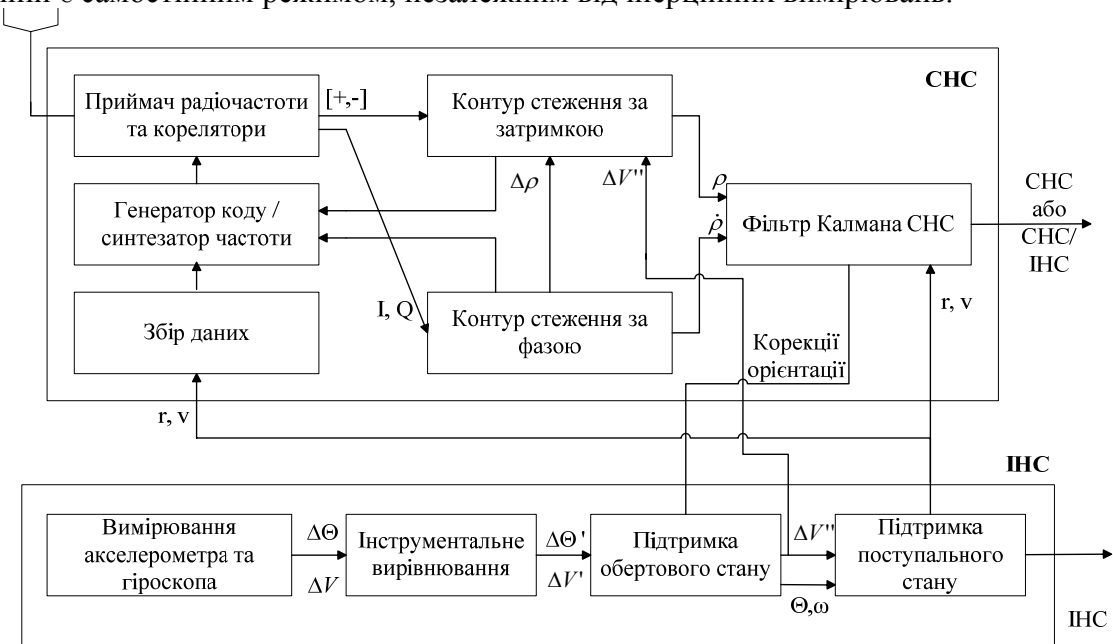 є самостійним режимом, незалежним від інерційних вимірювань.
СНС
Приймач радіочастоти
та корелятори
[+,-]
Контур стеження за
затримкою
Δρ
ΔV''
ρ
Генератор коду /
синтезатор частоти
ρ̇
Фільтр Калмана СНС
СНС
або
СНС/
ІНС
Збір даних
I, Q
Контур стеження за
фазою
r, v
Корекції
орієнтації
r, v
ІНС
Вимірювання
акселерометра та
гіроскопа
ΔΘ
ΔV
Інструментальне
вирівнювання
ΔΘ'
ΔV'
Підтримка
обертового стану
ΔV''
Θ,ω
Підтримка
поступального
стану
ІНС